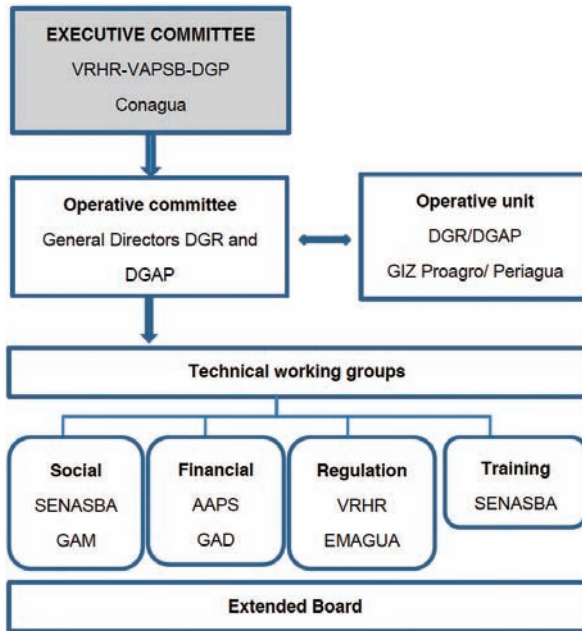 EXECUTIVE COMMITTEE
VRHR-VAPSB-DGP
Conagua
Operative committee
General Directors DGR and
DGAP
Operative unit
DGR/DGAP
GIZ Proagro/ Periagua
Technical working groups
Social
SENASBA
GAM
Financial
AAPS
GAD
Regulation
VRHR
EMAGUA
Training
SENASBA
Extended Board